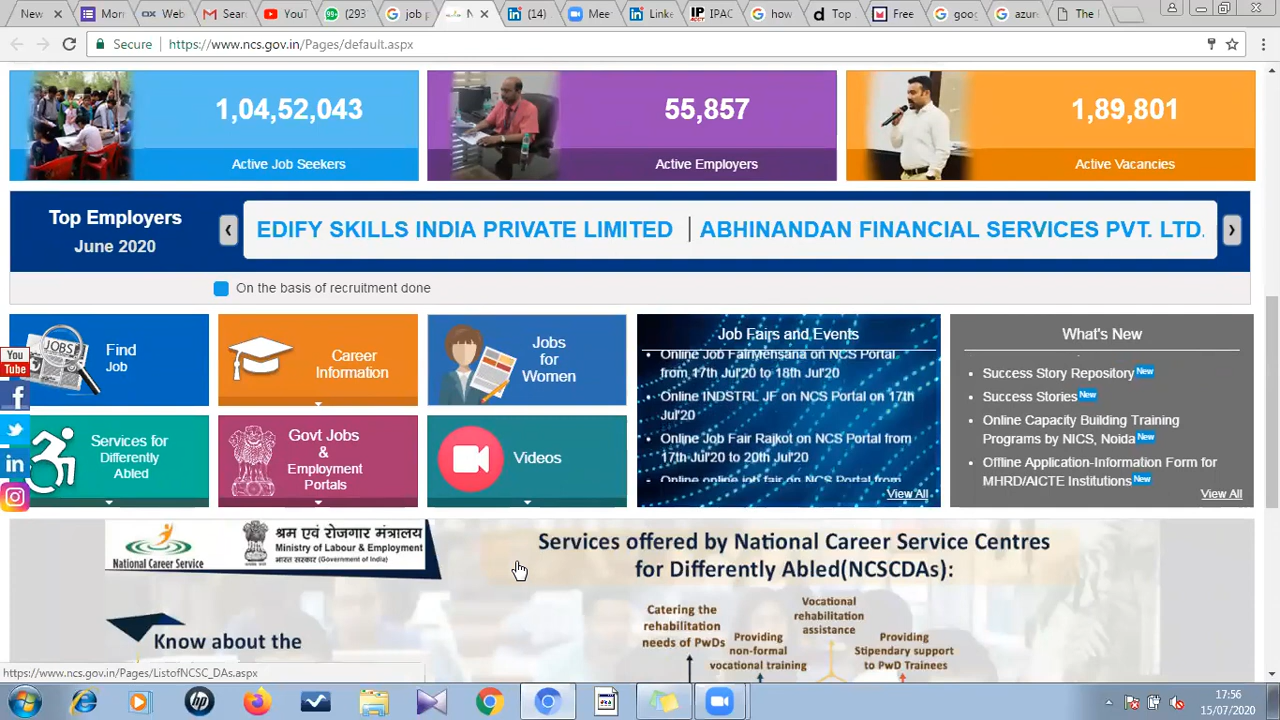 New
Mor
Web
Sear
YouT
(293
job p
N
(14)
Mee
Linke
IPAC
how
Top
Free
goog
azure
The I
Secure
https://www.ncs.gov.in/Pages/default.aspx
1,04,52,043
Active Job Seekers
55,857
Active Employers
1,89,801
Active Vacancies
Top Employers
June 2020
EDIFY SKILLS INDIA PRIVATE LIMITED | ABHINANDAN FINANCIAL SERVICES PVT. LTD.
On the basis of recruitment done
You
Tube
JOBS
Find
Job
Career
Information
Jobs
for
Women
Services for
Differently
Abled
Govt Jobs
&
Employment
Portals
Videos
Job Fairs and Events
Online Job FairMehsana on NCS Portal
from 17th Jul'20 to 18th Jul'20
Online INDSTRL JF on NCS Portal on 17th
Jul'20
Online Job Fair Rajkot on NCS Portal from
17th Jul'20 to 20th Jul'20
Online online job fair on NCS Portal from
View All
What's New
Success Story Repository New
Success Stories New
Online Capacity Building Training
Programs by NICS, Noida New
Offline Application-Information Form for
MHRD/AICTE Institutions New
View All
National Career Service
श्रम एवं रोजगार मंत्रालय
Ministry of Labour & Employment
भारत सरकार (Government of India)
Services offered by National Career Service Centres
for Differently Abled(NCSCDAs):
Know about the
Catering the
rehabilitation
needs of PwDs
Vocational
rehabilitation
assistance
Providing
non-formal
vocational training
Providing
Stipendary support
to PwD Trainees
https://www.ncs.gov.in/Pages/ListofNCSC_DAs.aspx
17:56
15/07/2020